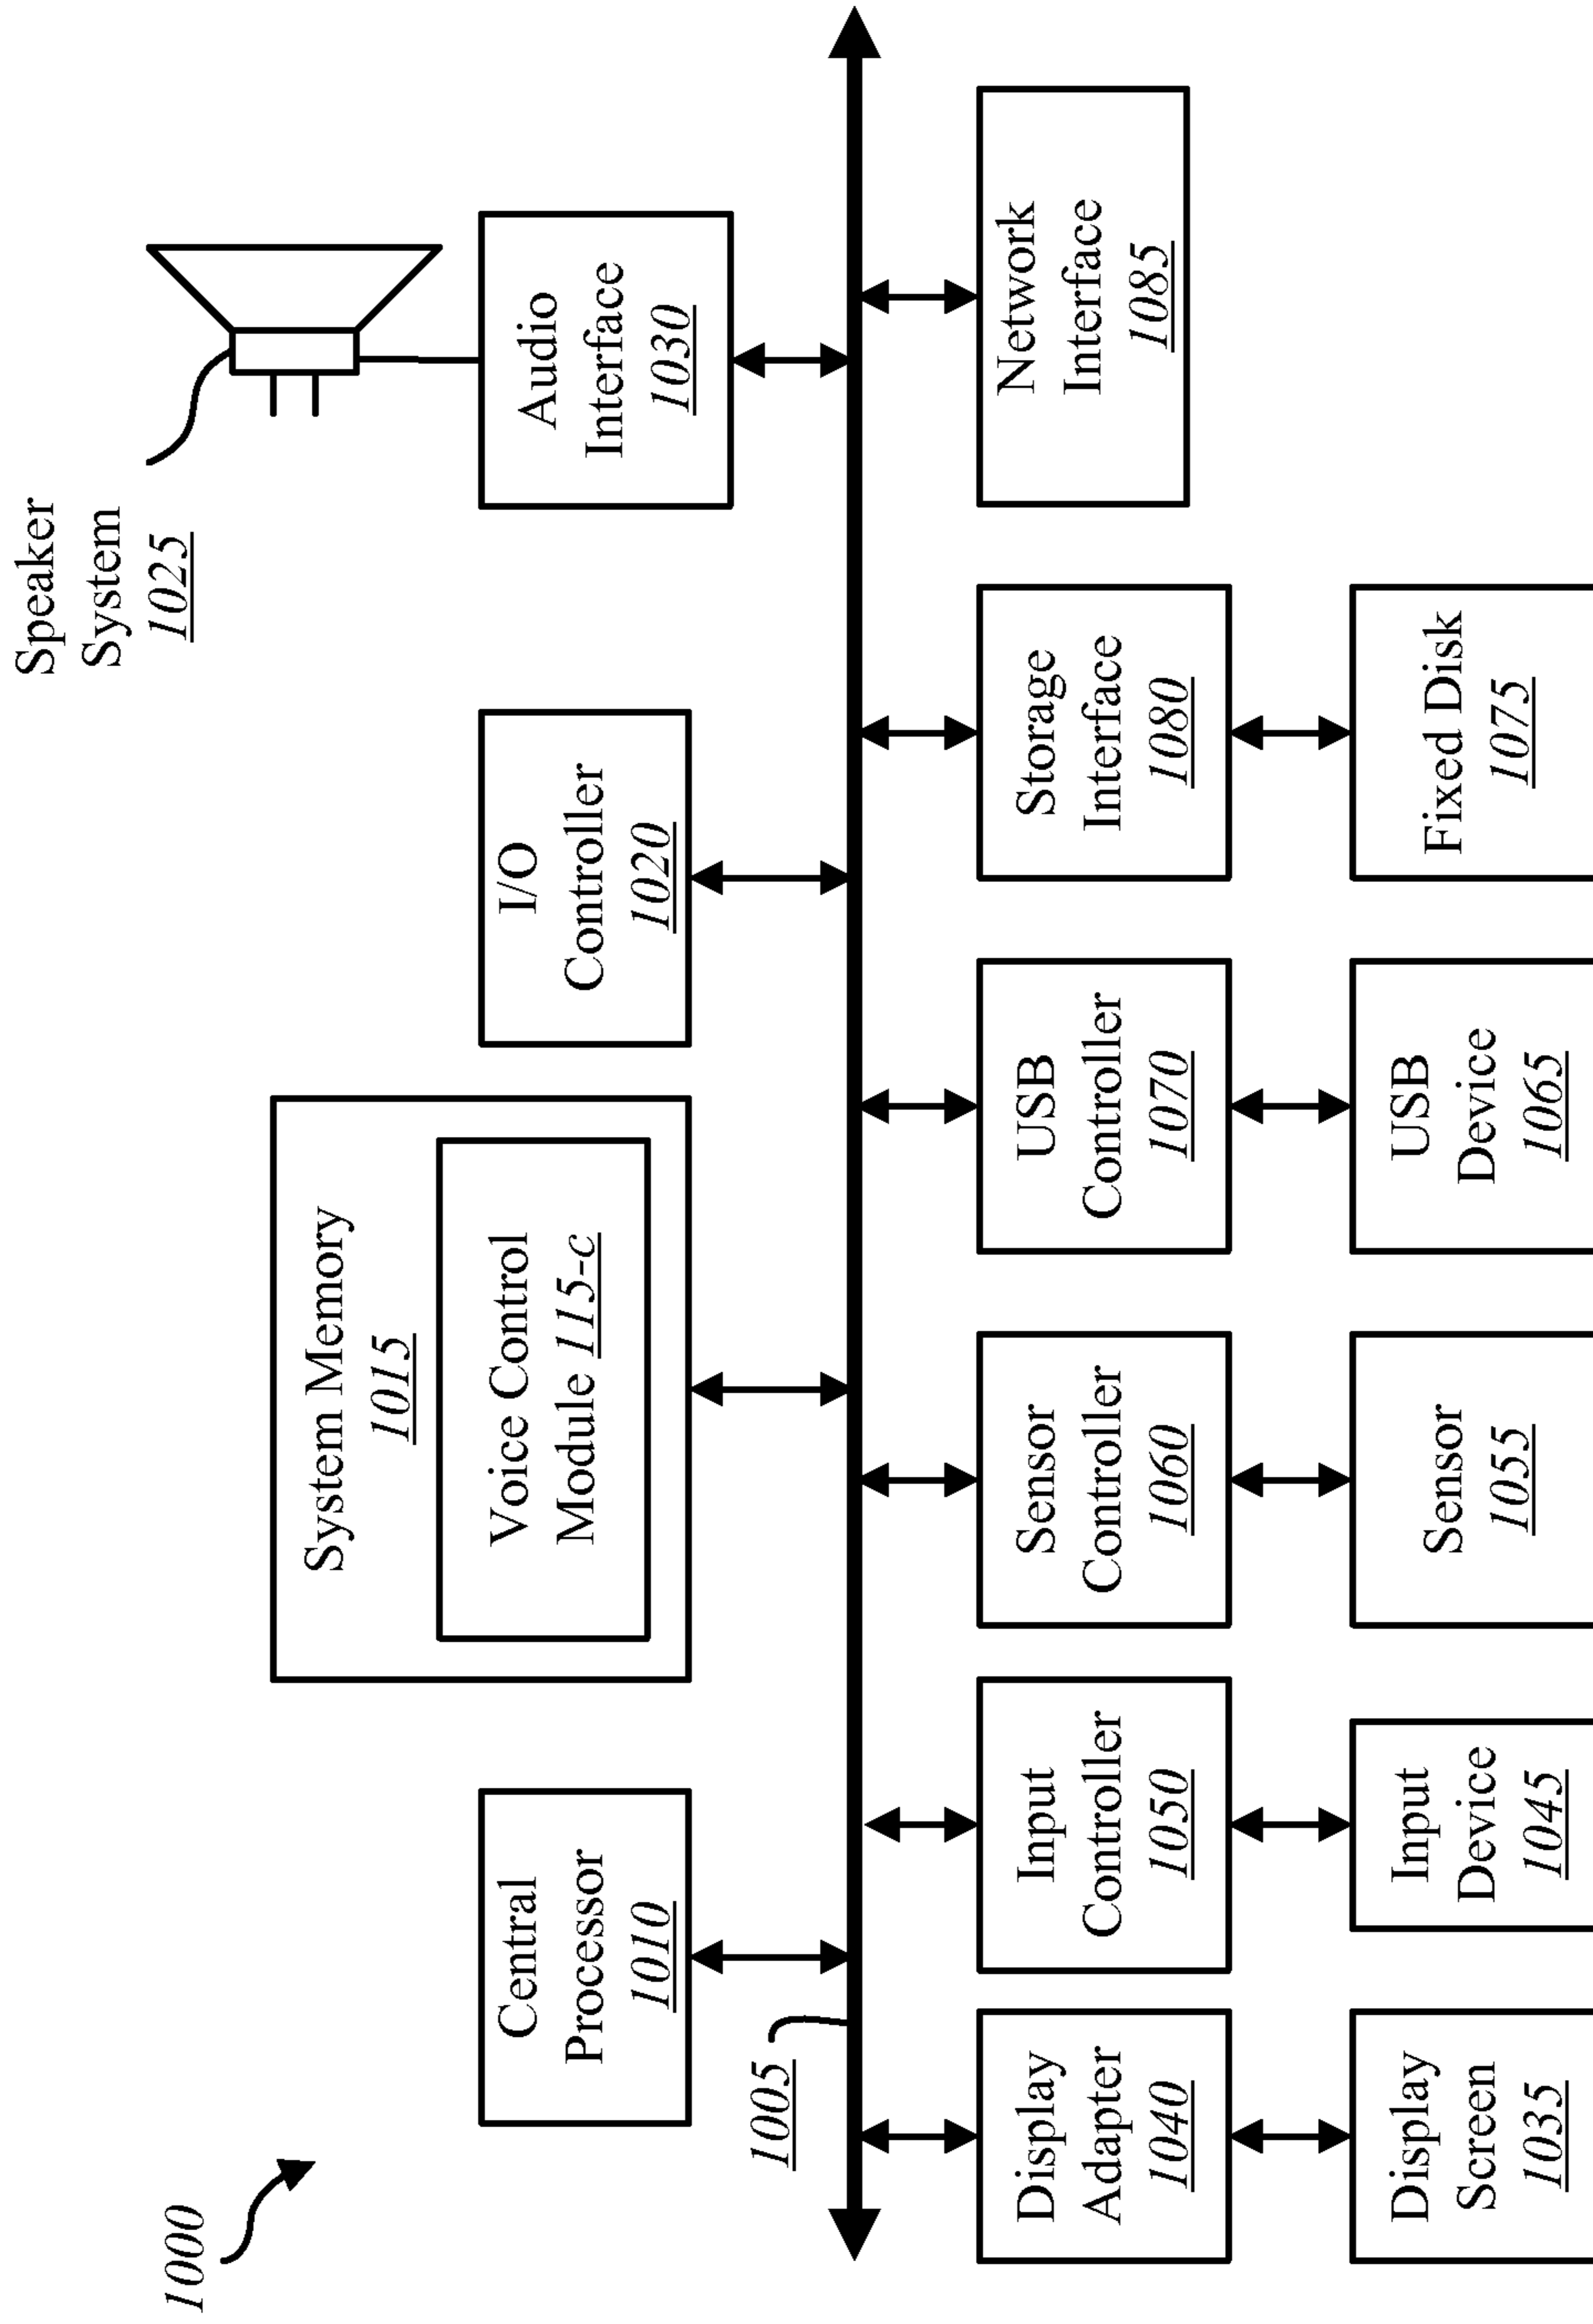 1000
Speaker
System
1025
Central
Processor
1010
System Memory
1015
Voice Control
Module 115-c
I/O
Controller
1020
Audio
Interface
1030
1005
Display
Adapter
1040
Input
Controller
1050
Sensor
Controller
1060
USB
Controller
1070
Storage
Interface
1080
Network
Interface
1085
Display
Screen
1035
Input
Device
1045
Sensor
1055
USB
Device
1065
Fixed Disk
1075